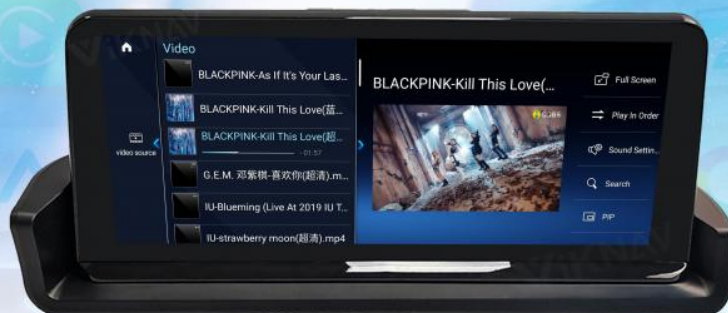 VIKNAV
Video
BLACKPINK-As If It's Your Las...
BLACKPINK-Kill This Love(蓝...
BLACKPINK-Kill This Love(超...
-01:57
G.E.M. 邓紫棋-喜欢你(超清).m...
IU-Blueming (Live At 2019 IU T...
IU-strawberry moon(超清).mp4
video source
BLACKPINK-Kill This Love(...
Full Screen
Play In Order
Sound Settin...
Search
PIP
VIKNAV